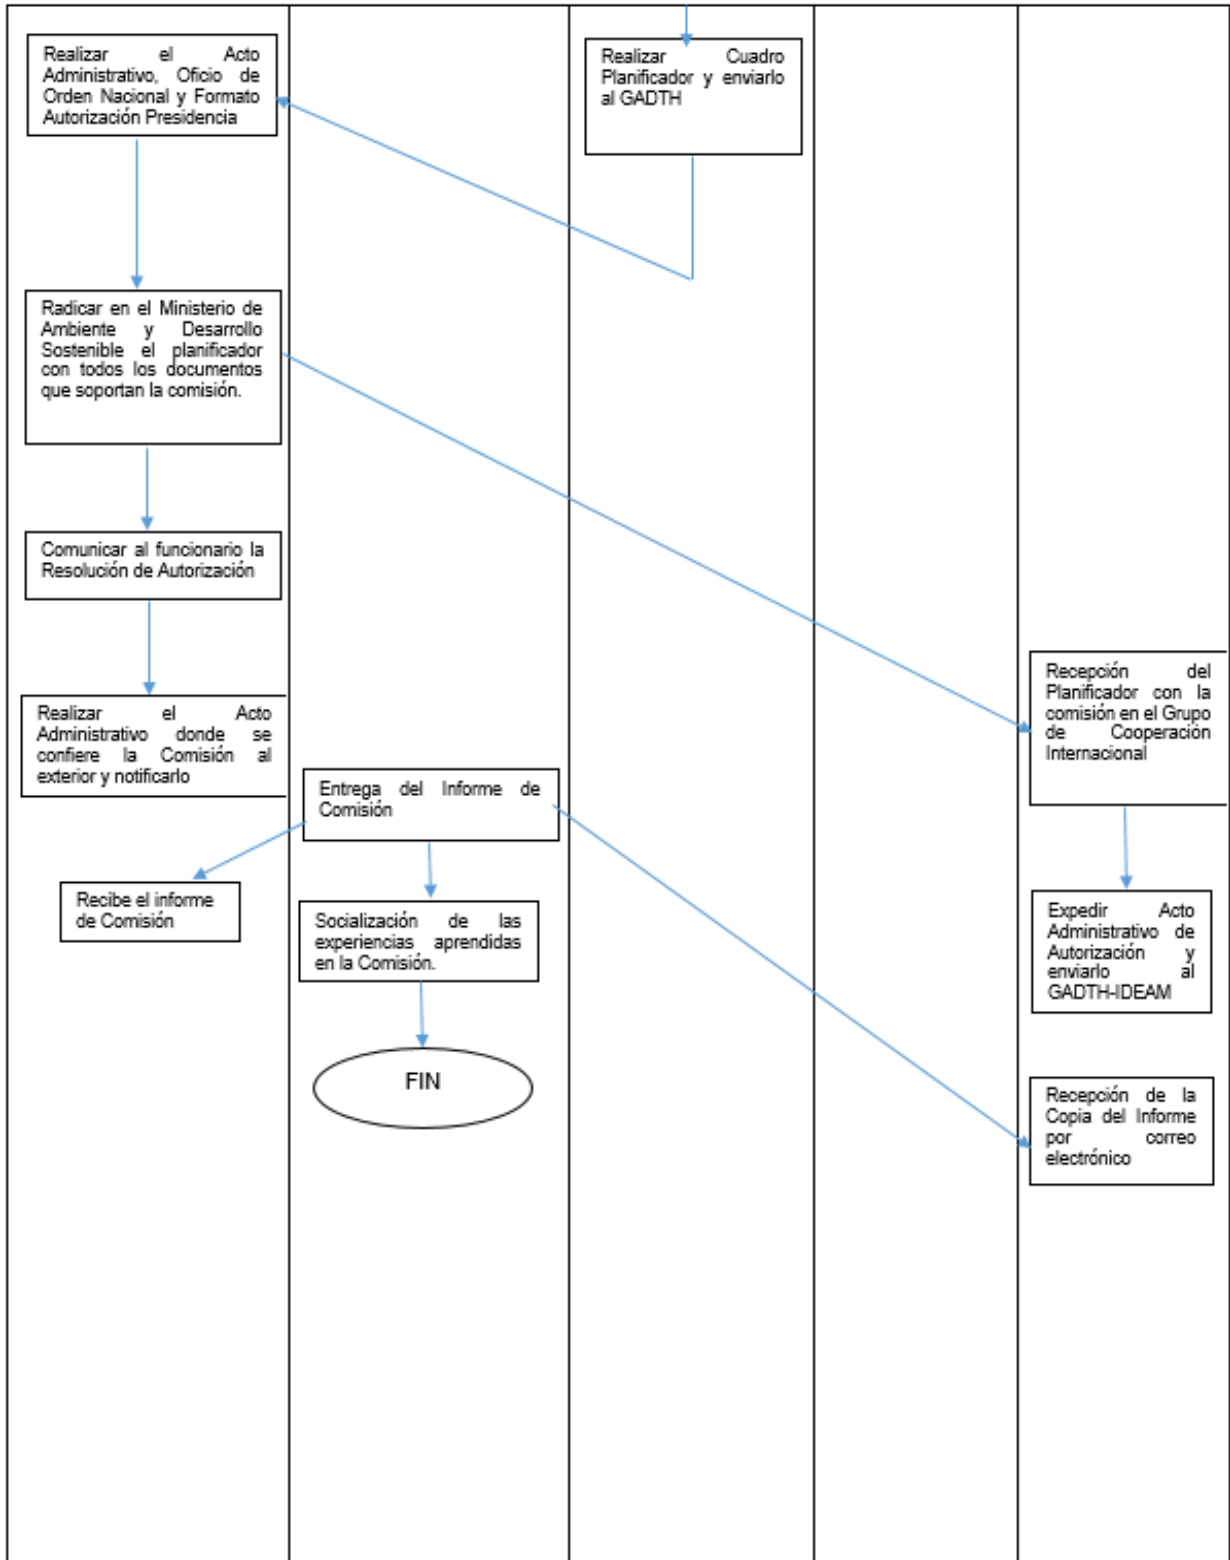 Realizar el Acto
Administrativo, Oficio de
Orden Nacional y Formato
Autorización Presidencia
Realizar Cuadro
Planificador y enviarlo
al GADTH
Radicar en el Ministerio de
Ambiente y Desarrollo
Sostenible el planificador
con todos los documentos
que soportan la comisión.
Comunicar al funcionario la
Resolución de Autorización
Realizar el Acto
Administrativo donde se
confiere la Comisión al
exterior y notificarlo
Recepción del
Planificador con la
comisión en el Grupo
de Cooperación
Internacional
Entrega del Informe de
Comisión
Recibe el informe
de Comisión
Socialización de las
experiencias aprendidas
en la Comisión.
Expedir Acto
Administrativo de
Autorización y
enviarlo al
GADTH-IDEAM
FIN
Recepción de la
Copia del Informe
por correo
electrónico